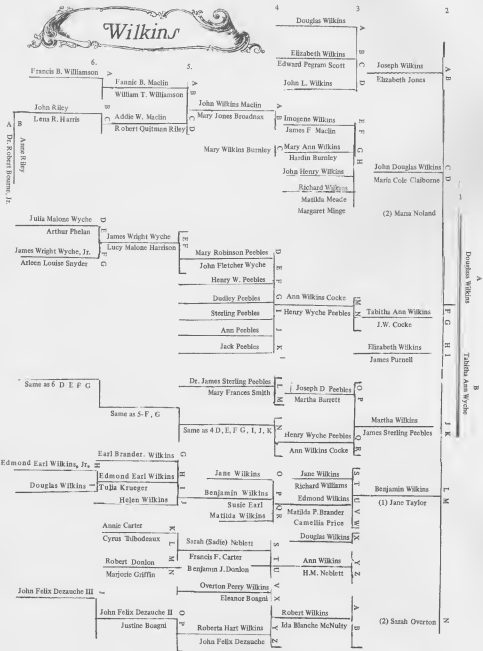 Wilkins
6.
5.
4
3
2
Francis B. Williamson
John Riley
Lena R. Harris
A
B
Dr. Robert Bourne, Jr.
Anne Riley
Julia Malone Wyche
D
Arthur Phelan
E
James Wright Wyche, Jr.
F
Arleen Louise Snyder
G
Same as 6 D E F G
Edmond Earl Wilkins, Jr.
H
Douglas Wilkins
I
John Felix Dezauche III
J
Fannie B. Maclin
A
William T. Williamson
B
Addie W. Maclin
C
Robert Quitman Riley
D
James Wright Wyche
E
Lucy Malone Harrison
F
Same as 5-F, G
Earl Brander. Wilkins
G
Edmond Earl Wilkins
H
Tulja Krueger
I
Helen Wilkins
J
Annie Carter
K
Cyrus Thibodeaux
L
Robert Donlon
M
Marjorie Griffin
N
John Felix Dezauche II
O
Justine Boagni
P
John Wilkins Maclin
A
Mary Jones Broadnax
B
Mary Wilkins Burnley
C
Mary Robinson Peebles
D
John Fletcher Wyche
E
Henry W. Peebles
F
Dudley Peebles
G
Sterling Peebles
I
Ann Peebles
J
Jack Peebles
K
Dr. James Sterling Peebles
L
Mary Frances Smith
Same as 4 D, E, F, G, I, J, K
N
Jane Wilkins
O
Benjamin Wilkins
P
Susie Earl
Q
Matilda Wilkins
R
Sarah (Sadie) Neblett
S
Francis F. Carter
T
Benjamin J. Donlon
U
Overton Perry Wilkins
V
Eleanor Boagni
X
Roberta Hart Wilkins
Y
John Felix Dezauche
Z
Douglas Wilkins
A
Elizabeth Wilkins
B
Edward Pegram Scott
C
John L. Wilkins
D
Imogene Wilkins
E
James F Maclin
F
Mary Ann Wilkins
G
Hardin Burnley
H
John Henry Wilkins
Richard Wilkins
Matilda Meade
Margaret Minge
Ann Wilkins Cocke
M
Henry Wyche Peebles
N
Joseph D Peebles
O
Martha Barrett
P
Henry Wyche Peebles
Q
Ann Wilkins Cocke
R
Jane Wilkins
S
Richard Williams
T
Edmond Wilkins
U
Matilda P. Brander
V
Camellia Price
W
Douglas Wilkins
X
Ann Wilkins
Y
H.M. Neblett
Z
Robert Wilkins
A
Ida Blanche McNulty
B
Joseph Wilkins
A
Elizabeth Jones
B
John Douglas Wilkins
C
Maria Cole Claiborne
D
(2) Maria Noland
Tabitha Ann Wilkins
F
J.W. Cocke
G
Elizabeth Wilkins
H
James Purnell
I
Martha Wilkins
J
James Sterling Peebles
K
Benjamin Wilkins
L
(1) Jane Taylor
M
(2) Sarah Overton
N
A
Douglas Wilkins
B
Tabitha Ann Wyche